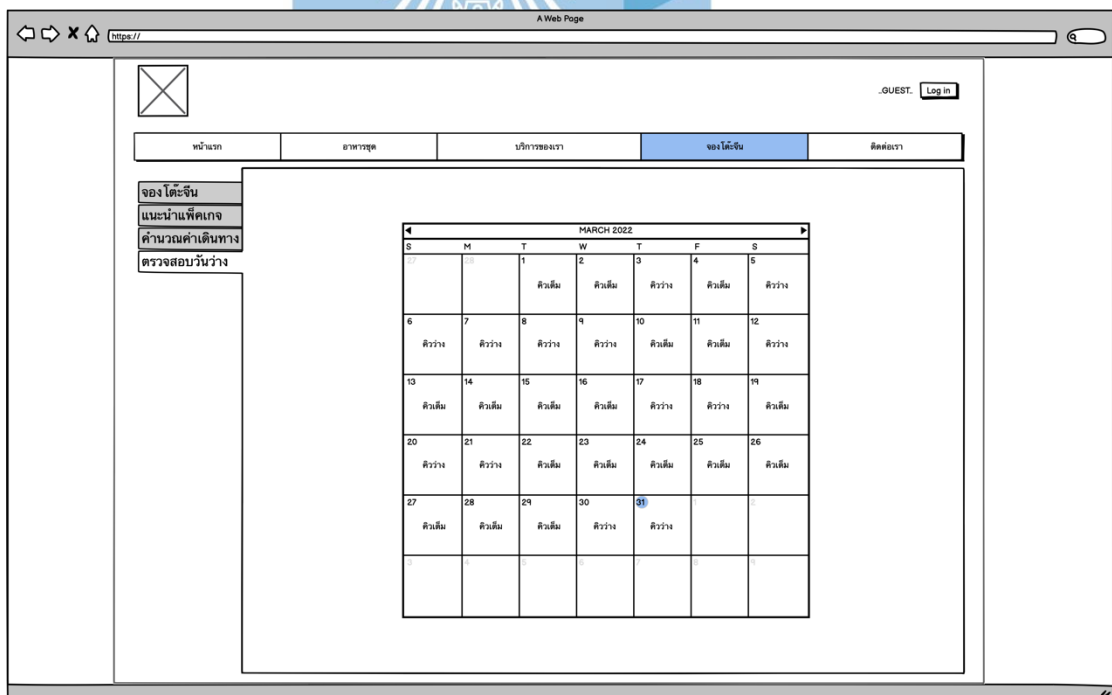 A Web Page
https://
_GUEST_ Log in
หน้าแรก อาหารชุด บริการของเรา จองโต๊ะจีน ติดต่อเรา
จองโต๊ะจีน
แนะนำแพ็คเกจ
คำนวณค่าเดินทาง
ตรวจสอบวันว่าง
MARCH 2022
S M T W T F S
27 28 1 2 3 4 5
คิวเต็ม คิวเต็ม คิวว่าง คิวเต็ม คิวว่าง
6 7 8 9 10 11 12
คิวว่าง คิวว่าง คิวว่าง คิวว่าง คิวเต็ม คิวเต็ม คิวว่าง
13 14 15 16 17 18 19
คิวเต็ม คิวเต็ม คิวเต็ม คิวเต็ม คิวว่าง คิวว่าง คิวเต็ม
20 21 22 23 24 25 26
คิวว่าง คิวว่าง คิวเต็ม คิวเต็ม คิวเต็ม คิวเต็ม คิวเต็ม
27 28 29 30 31 1 2
คิวเต็ม คิวเต็ม คิวเต็ม คิวว่าง คิวว่าง
3 4 5 6 7 8 9